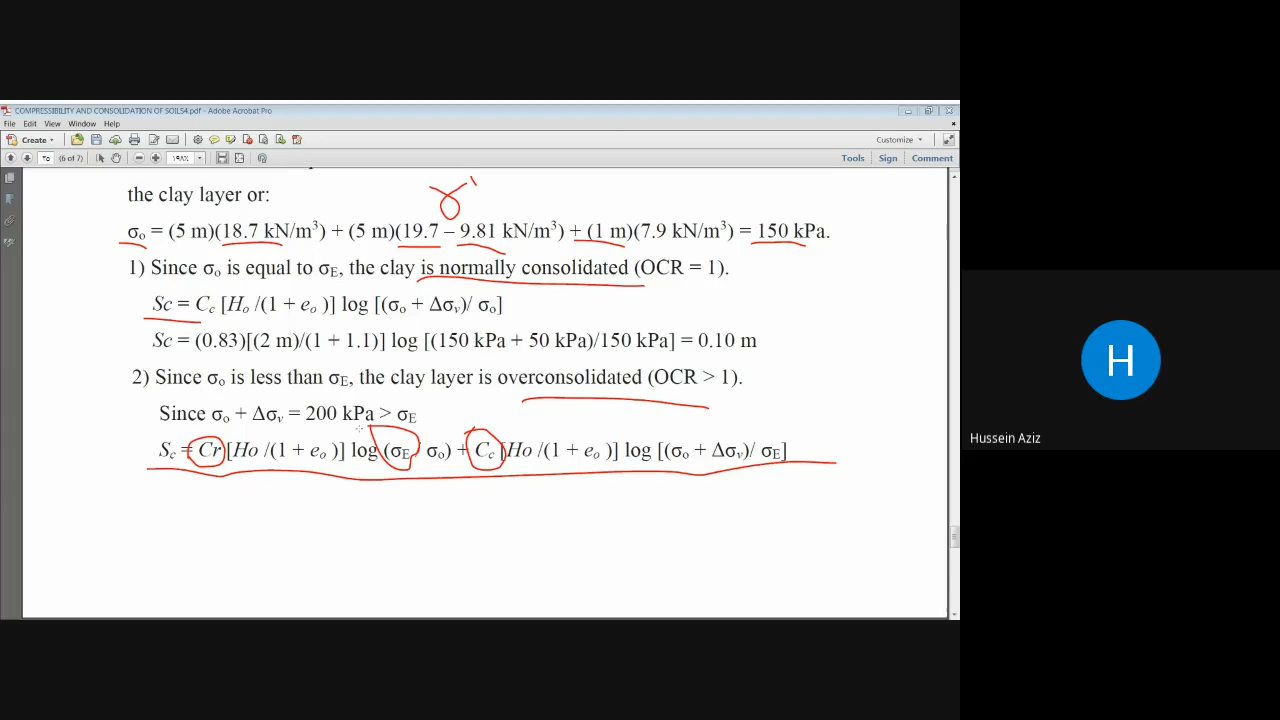 COMPRESSIBILITY AND CONSOLIDATION OF SOILS4.pdf - Adobe Acrobat Pro
File Edit View Window Help
Create Customize
٣٥ (6 of 7) ١٩٨% Tools Sign Comment
the clay layer or:
γ'
σo = (5 m)(18.7 kN/m³) + (5 m)(19.7 – 9.81 kN/m³) + (1 m)(7.9 kN/m³) = 150 kPa.
1) Since σo is equal to σE, the clay is normally consolidated (OCR = 1).
Sc = Cc [Ho /(1 + eo )] log [(σo + Δσv)/ σo]
Sc = (0.83)[(2 m)/(1 + 1.1)] log [(150 kPa + 50 kPa)/150 kPa] = 0.10 m
2) Since σo is less than σE, the clay layer is overconsolidated (OCR > 1).
Since σo + Δσv = 200 kPa > σE
Sc = Cr [Ho /(1 + eo )] log (σE σo) + Cc [Ho /(1 + eo )] log [(σo + Δσv)/ σE]
H
Hussein Aziz